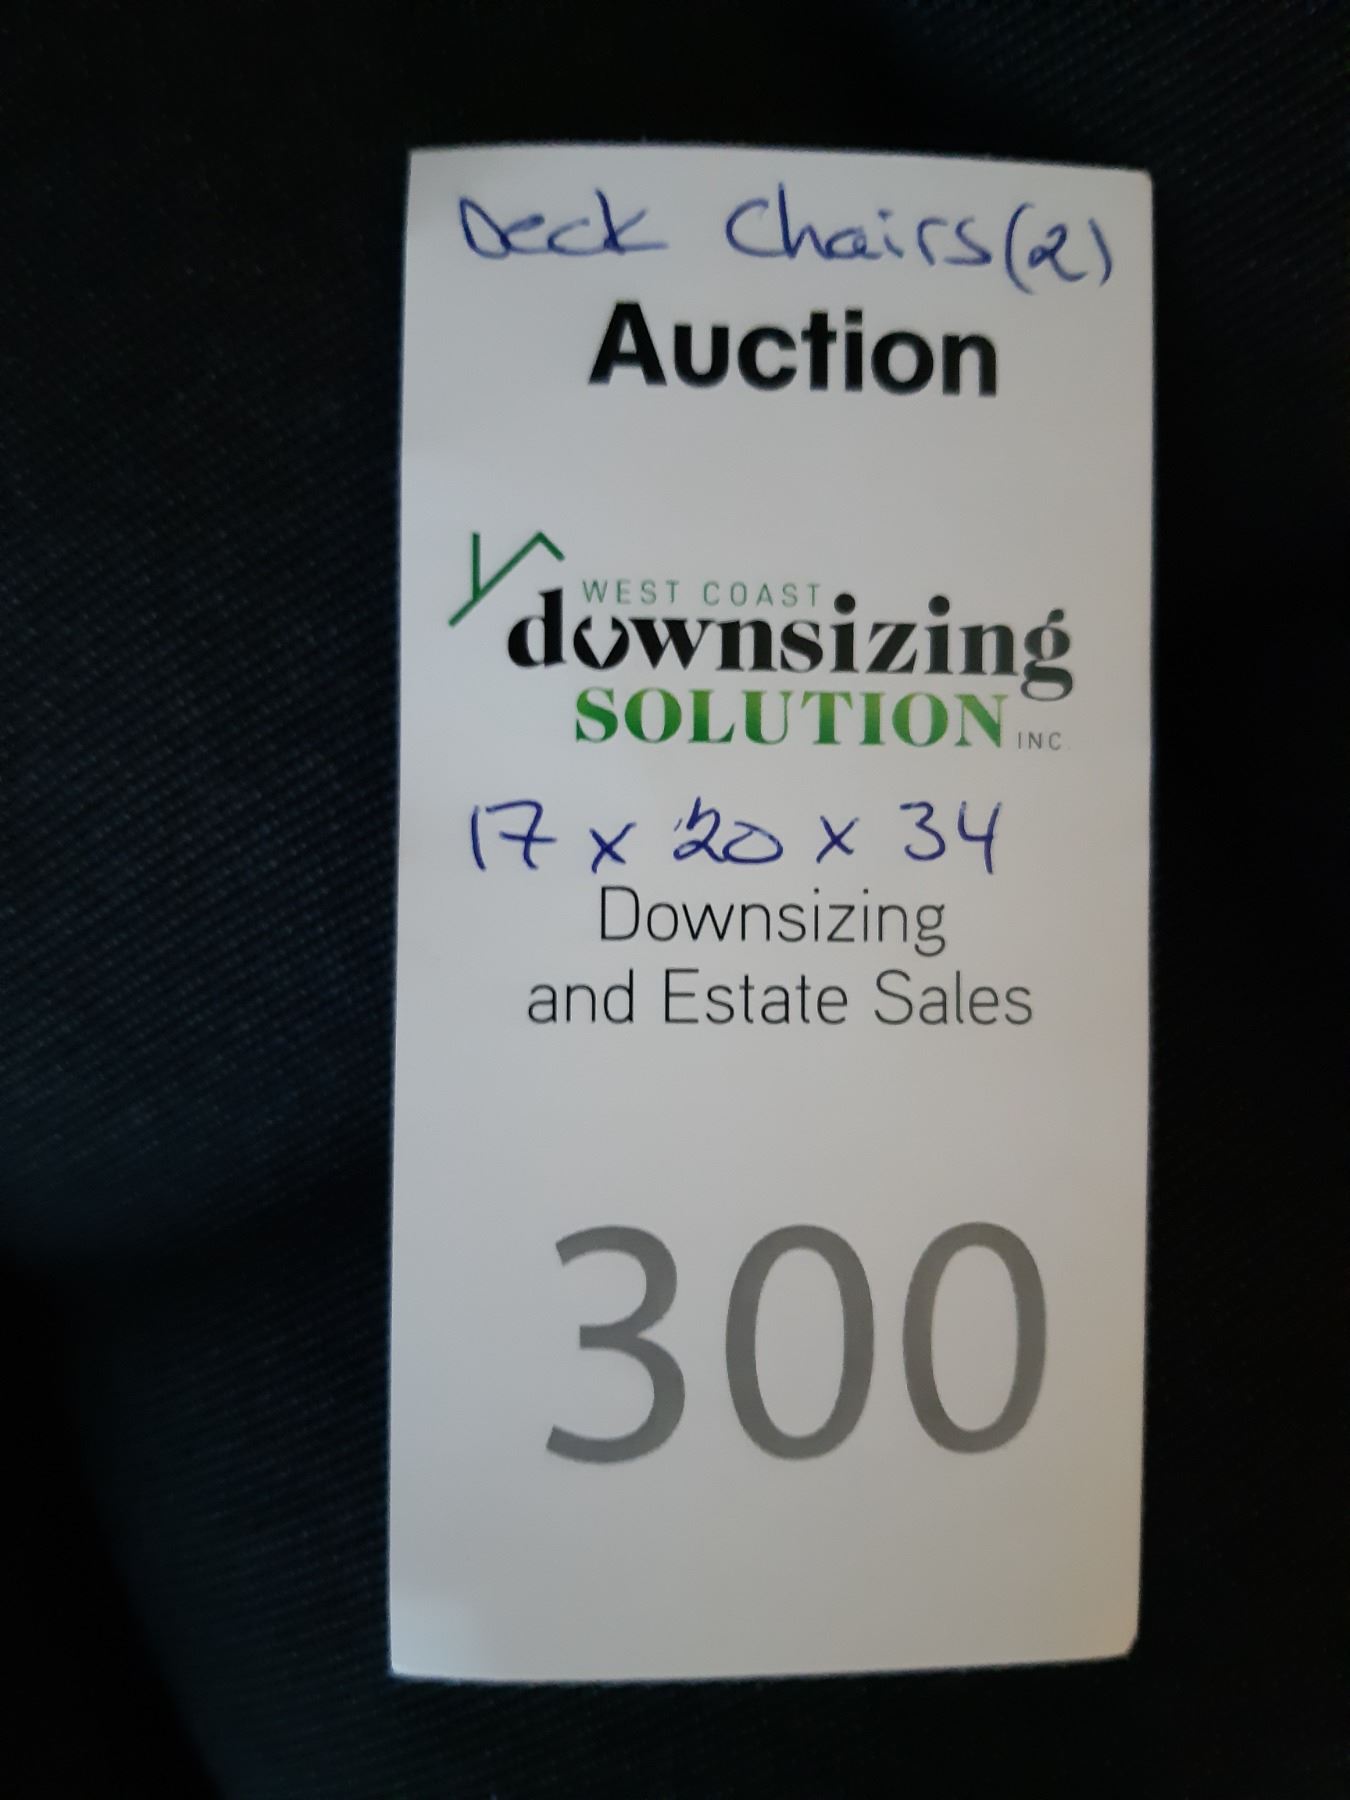 Deck Chairs (2)
Auction
WEST COAST
downsizing
SOLUTION INC.
17 x 20 x 34
Downsizing
and Estate Sales
300